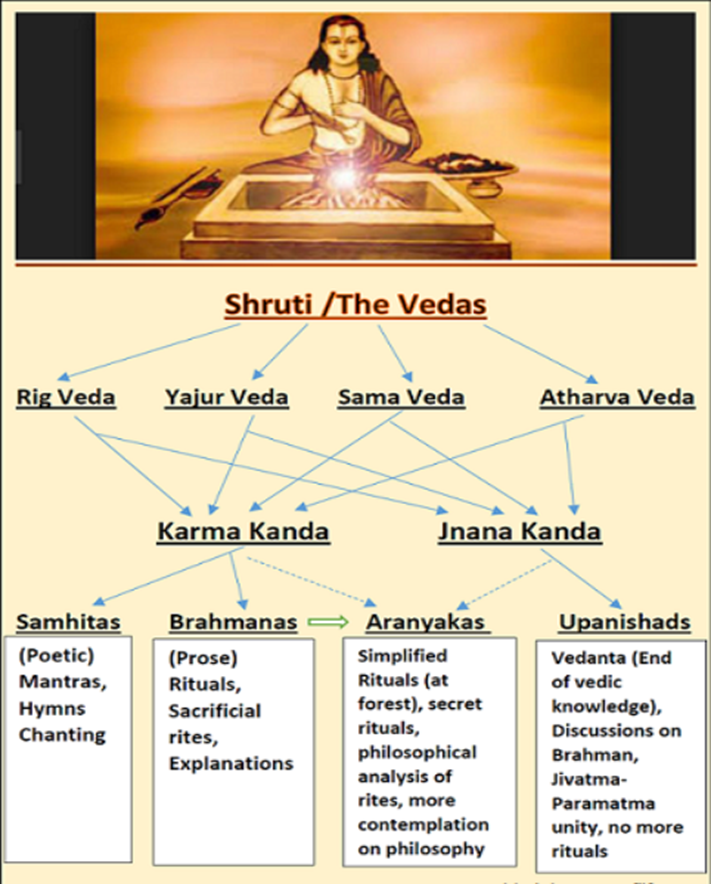 Shruti /The Vedas
Rig Veda
Yajur Veda
Sama Veda
Atharva Veda
Karma Kanda
Jnana Kanda
Samhitas
Brahmanas
Aranyakas
Upanishads
(Poetic)
Mantras,
Hymns
Chanting
(Prose)
Rituals,
Sacrificial
rites,
Explanations
Simplified
Rituals (at
forest), secret
rituals,
philosophical
analysis of
rites, more
contemplation
on philosophy
Vedanta (End
of vedic
knowledge),
Discussions on
Brahman,
Jivatma-
Paramatma
unity, no more
rituals